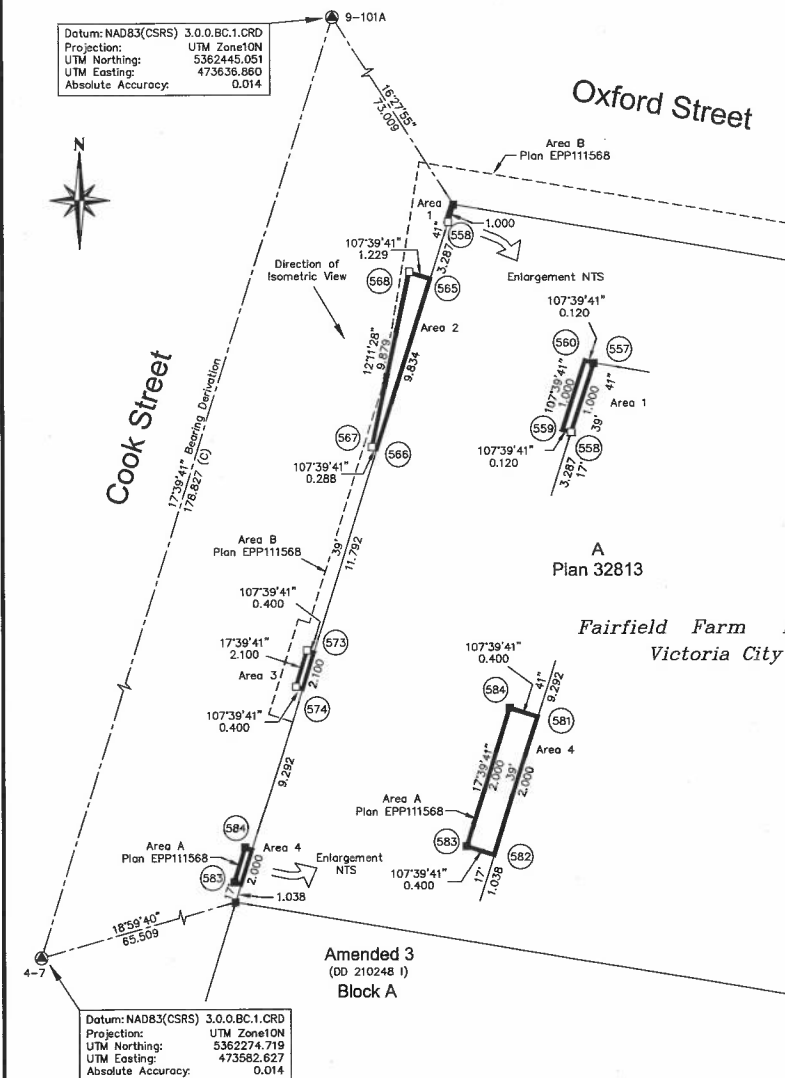 9-101A
Datum: NAD83(CSRS) 3.0.0.BC.1.CRD
Projection: UTM Zone10N
UTM Northing: 5362445.051
UTM Easting: 473636.860
Absolute Accuracy: 0.014
16°27'55"
73.009
Oxford Street
N
Area B
Plan EPP111568
Area
1
1.000
41"
558
107°39'41"
1.229
3.287
Direction of
Isometric View
568
565
Enlargement NTS
107°39'41"
0.120
Area 2
560
557
12°11'28"
9.879
9.834
107°39'41"
1.000
1.000
41"
Area 1
39'
559
558
107°39'41"
0.120
3.287
17'
Cook Street
17°39'41" Bearing Derivation
178.827 (C)
567
566
107°39'41"
0.288
Area B
Plan EPP111568
39'
11.792
A
Plan 32813
107°39'41"
0.400
Fairfield Farm
Victoria City
573
17°39'41"
2.100
2.100
Area 3
574
107°39'41"
0.400
107°39'41"
0.400
41"
9.292
584
581
9.292
17°39'41"
2.000
39'
2.000
Area 4
Area A
Plan EPP111568
583
582
107°39'41"
0.400
17'
1.038
584
Area 4
Area A
Plan EPP111568
583
2.000
17'
1.038
Enlargement
NTS
18°59'40"
65.509
4-7
Amended 3
(DD 210248 I)
Block A
Datum: NAD83(CSRS) 3.0.0.BC.1.CRD
Projection: UTM Zone10N
UTM Northing: 5362274.719
UTM Easting: 473582.627
Absolute Accuracy: 0.014